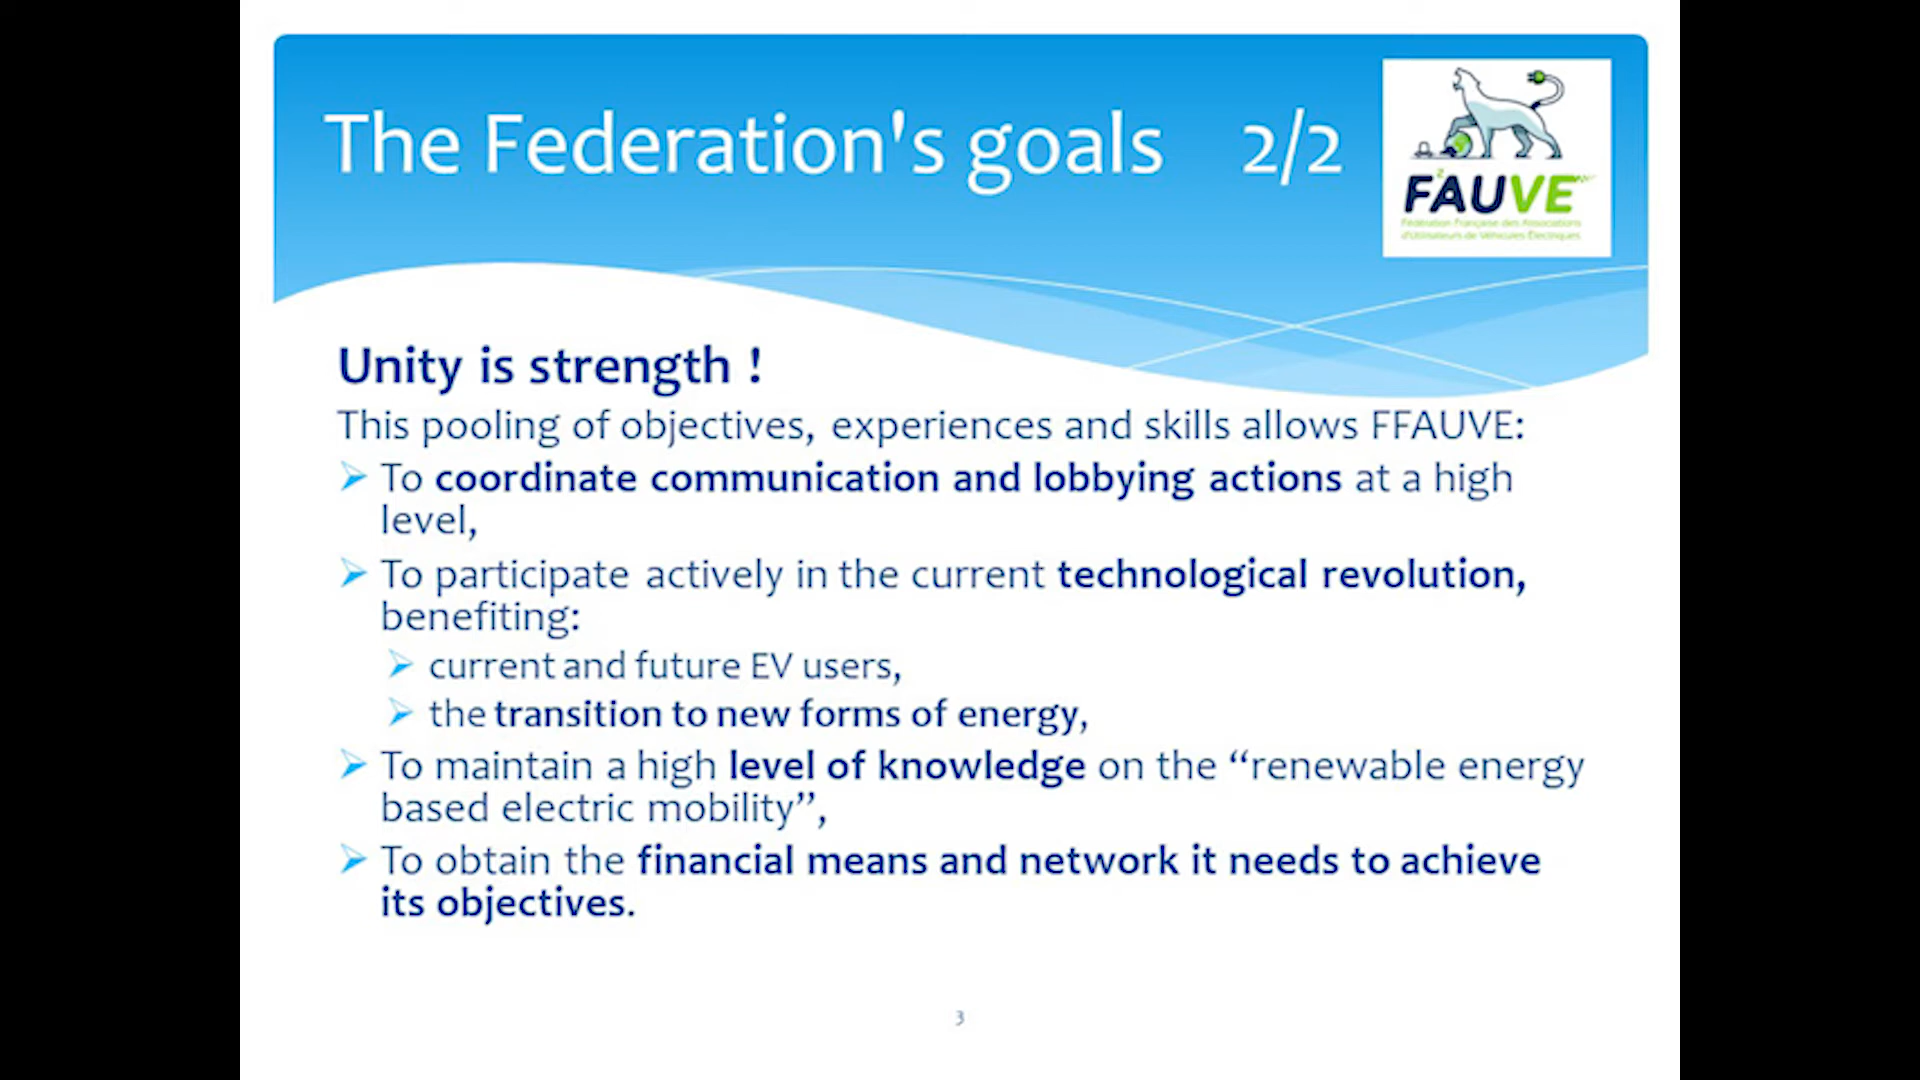 The Federation's goals 2/2
F²AUVE
Fédération Française des Associations
d'Utilisateurs de Véhicules Électriques
Unity is strength !
This pooling of objectives, experiences and skills allows FFAUVE:
To coordinate communication and lobbying actions at a high
level,
To participate actively in the current technological revolution,
benefiting:
current and future EV users,
the transition to new forms of energy,
To maintain a high level of knowledge on the “renewable energy
based electric mobility”,
To obtain the financial means and network it needs to achieve
its objectives.
3